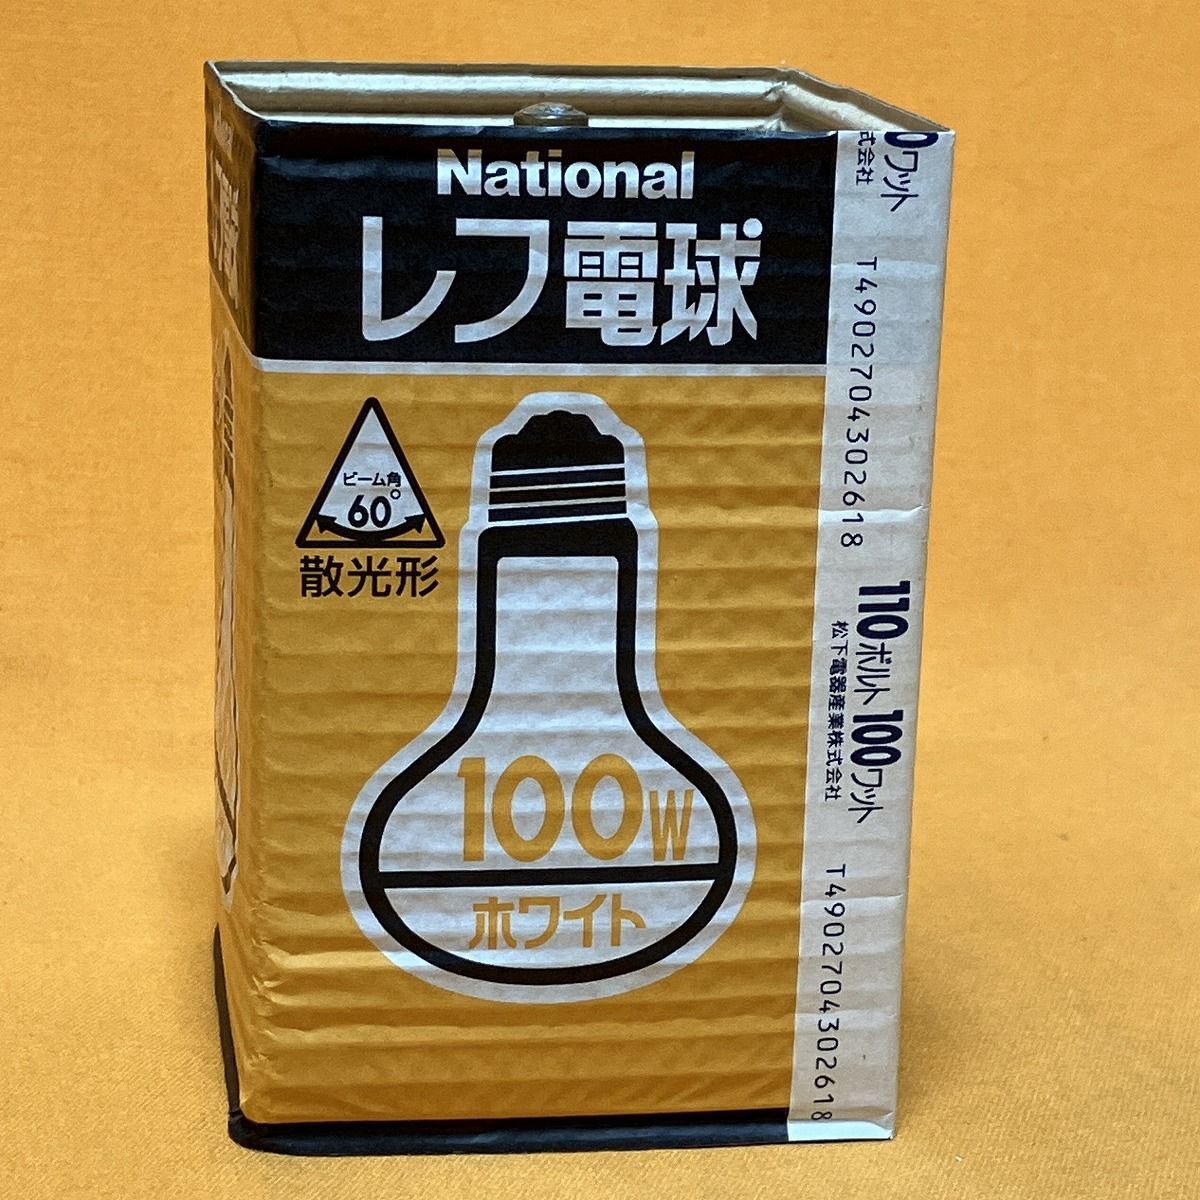 National
レフ電球
ビーム角
60°
散光形
100W
ホワイト
0ワット
式会社
T4902704302618
110ボルト100ワット
松下電器産業株式会社
T4902704302618